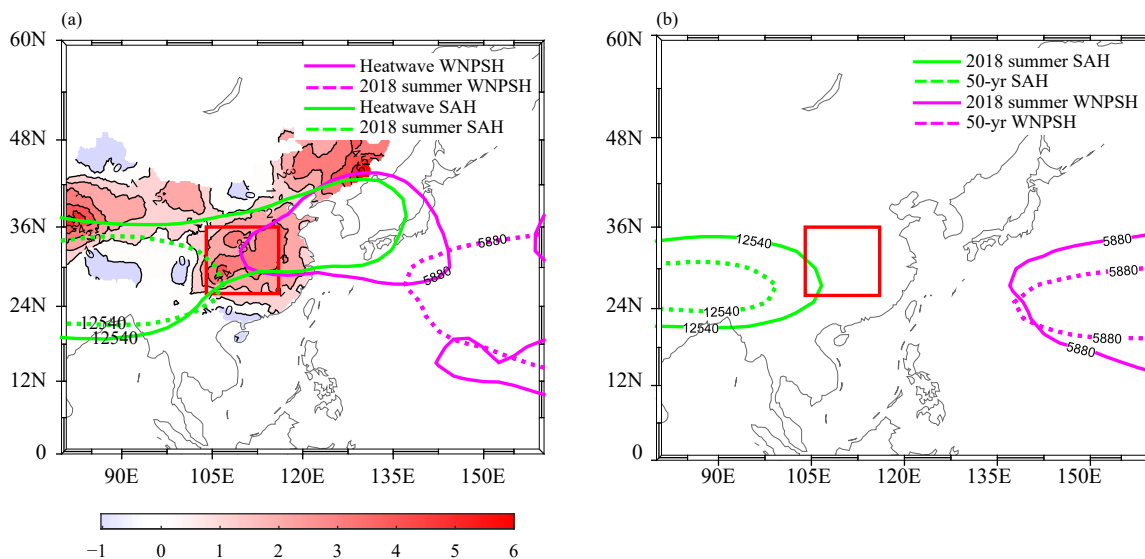 (a)
60N
48N
36N
24N
12N
0
90E
105E
120E
135E
150E
Heatwave WNPSH
2018 summer WNPSH
Heatwave SAH
2018 summer SAH
5880
5880
12540
12540
−1 0 1 2 3 4 5 6
(b)
60N
48N
36N
24N
12N
0
90E
105E
120E
135E
150E
2018 summer SAH
50-yr SAH
2018 summer WNPSH
50-yr WNPSH
12540
12540
5880
5880
5880
5880